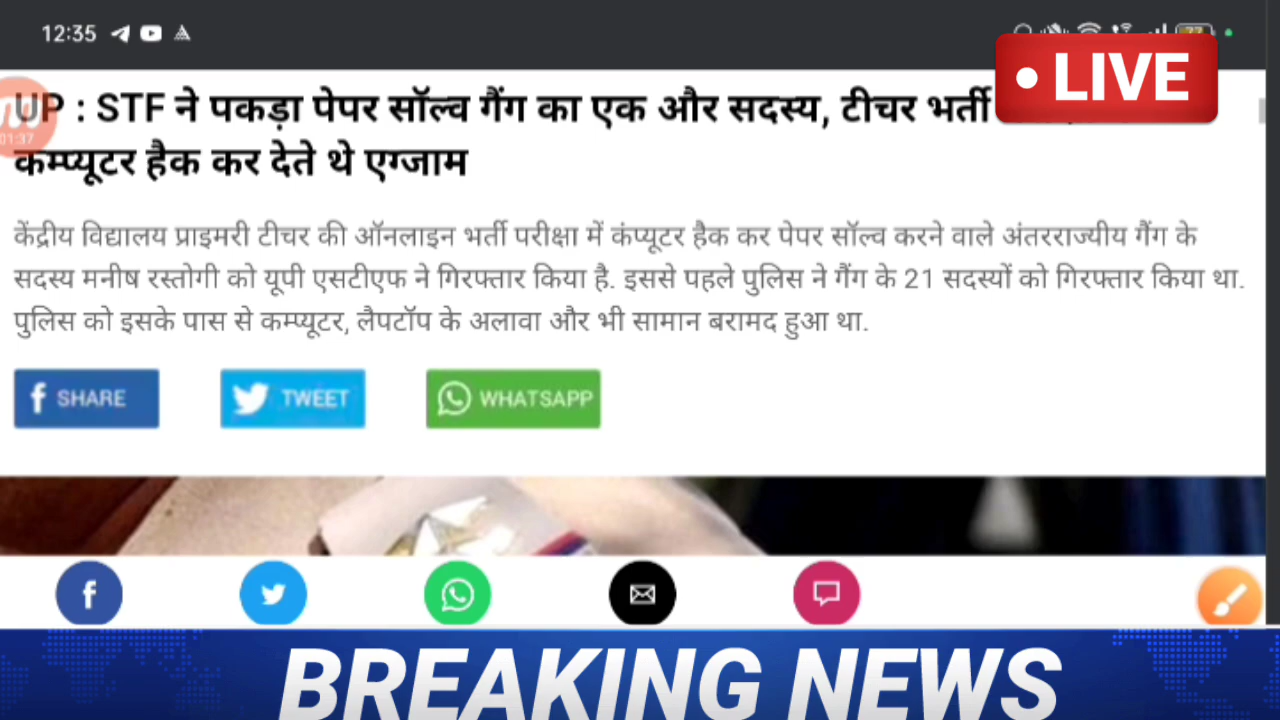 12:35
LIVE
01:37
UP : STF ने पकड़ा पेपर सॉल्व गैंग का एक और सदस्य, टीचर भर्ती
कम्प्यूटर हैक कर देते थे एग्जाम
केंद्रीय विद्यालय प्राइमरी टीचर की ऑनलाइन भर्ती परीक्षा में कंप्यूटर हैक कर पेपर सॉल्व करने वाले अंतरराज्यीय गैंग के
सदस्य मनीष रस्तोगी को यूपी एसटीएफ ने गिरफ्तार किया है. इससे पहले पुलिस ने गैंग के 21 सदस्यों को गिरफ्तार किया था.
पुलिस को इसके पास से कम्प्यूटर, लैपटॉप के अलावा और भी सामान बरामद हुआ था.
SHARE TWEET WHATSAPP
BREAKING NEWS